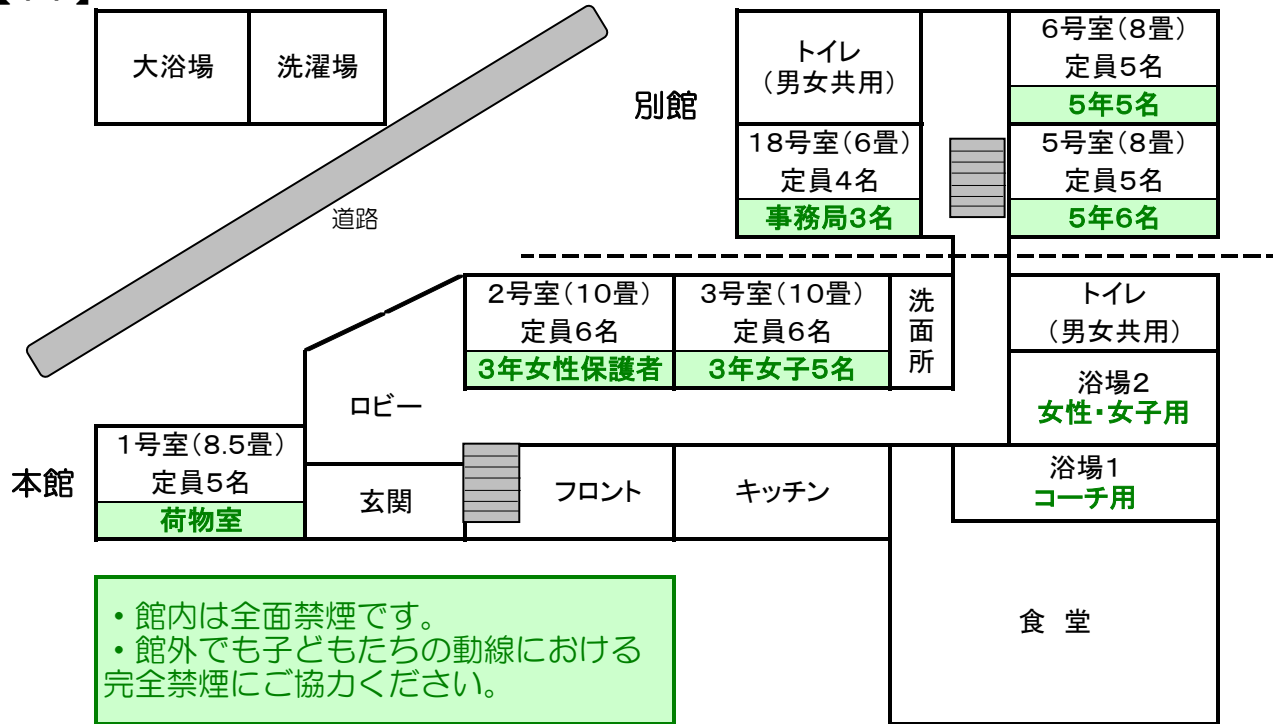 大浴場
洗濯場
道路
別館
トイレ
(男女共用)
6号室(8畳)
定員5名
5年5名
18号室(6畳)
定員4名
事務局3名
5号室(8畳)
定員5名
5年6名
2号室(10畳)
定員6名
3年女性保護者
3号室(10畳)
定員6名
3年女子5名
洗面所
トイレ
(男女共用)
浴場2
女性・女子用
ロビー
本館
1号室(8.5畳)
定員5名
荷物室
玄関
フロント
キッチン
浴場1
コーチ用
食 堂
・館内は全面禁煙です。
・館外でも子どもたちの動線における
完全禁煙にご協力ください。